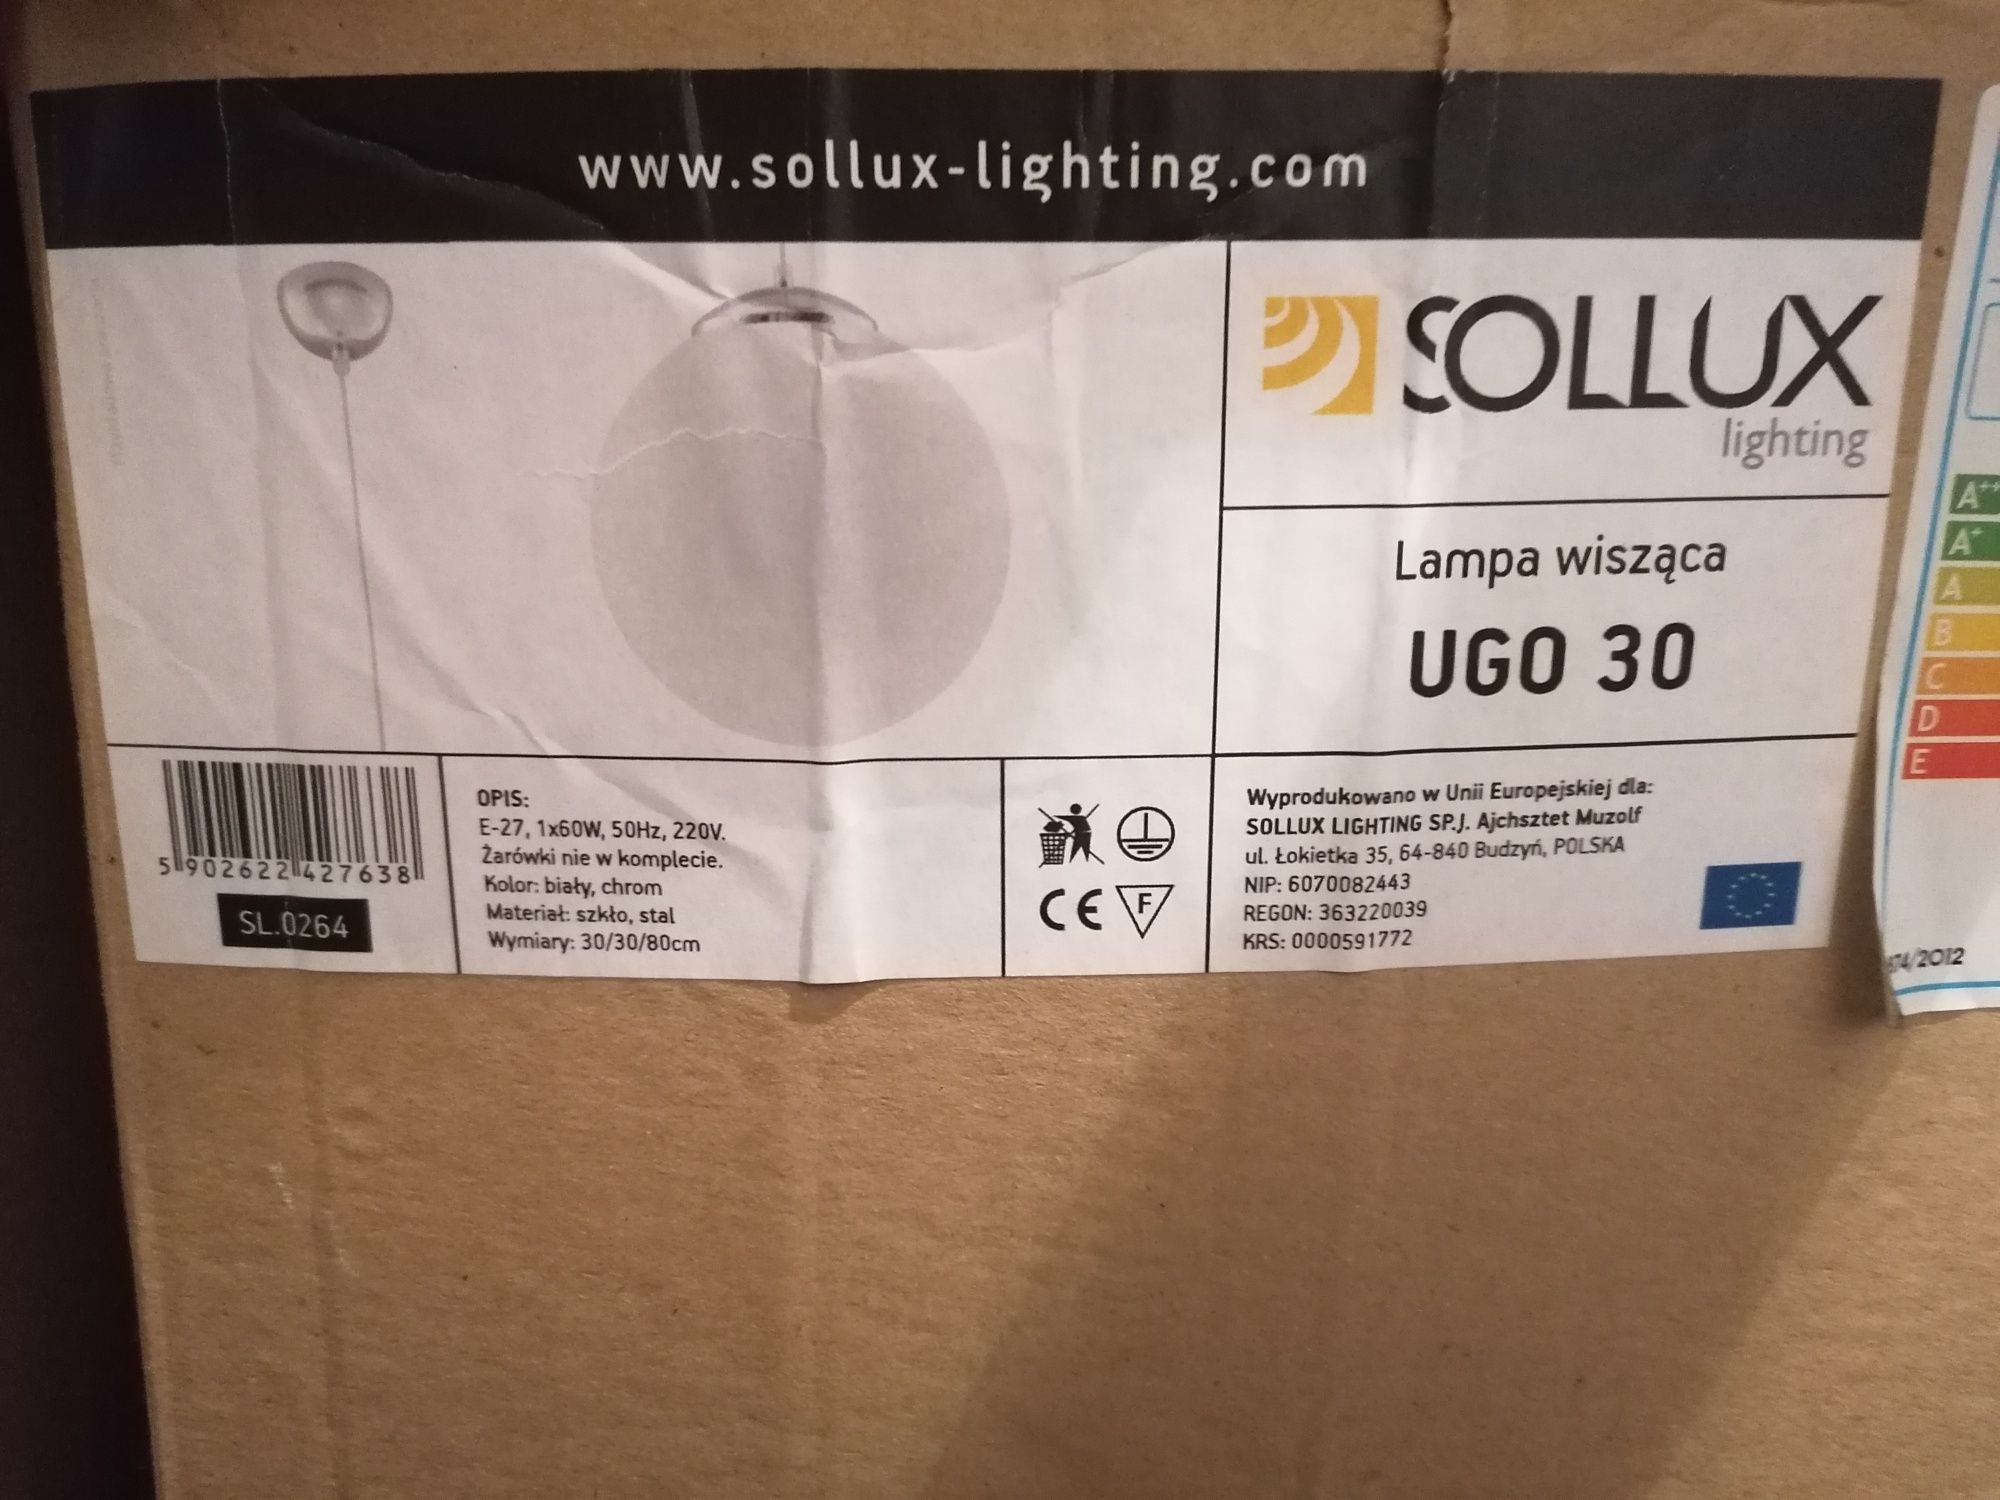 www.sollux-lighting.com
SOLLUX
lighting
Lampa wisząca
UGO 30
5 902622 427638
SL.0264
OPIS:
E-27, 1x60W, 50Hz, 220V.
Żarówki nie w komplecie.
Kolor: biały, chrom
Materiał: szkło, stal
Wymiary: 30/30/80cm
CE F
Wyprodukowano w Unii Europejskiej dla:
SOLLUX LIGHTING SP.J. Ajchsztet Muzolf
ul. Łokietka 35, 64-840 Budzyń, POLSKA
NIP: 6070082443
REGON: 363220039
KRS: 0000591772
A++
A+
A
B
C
D
E
874/2012